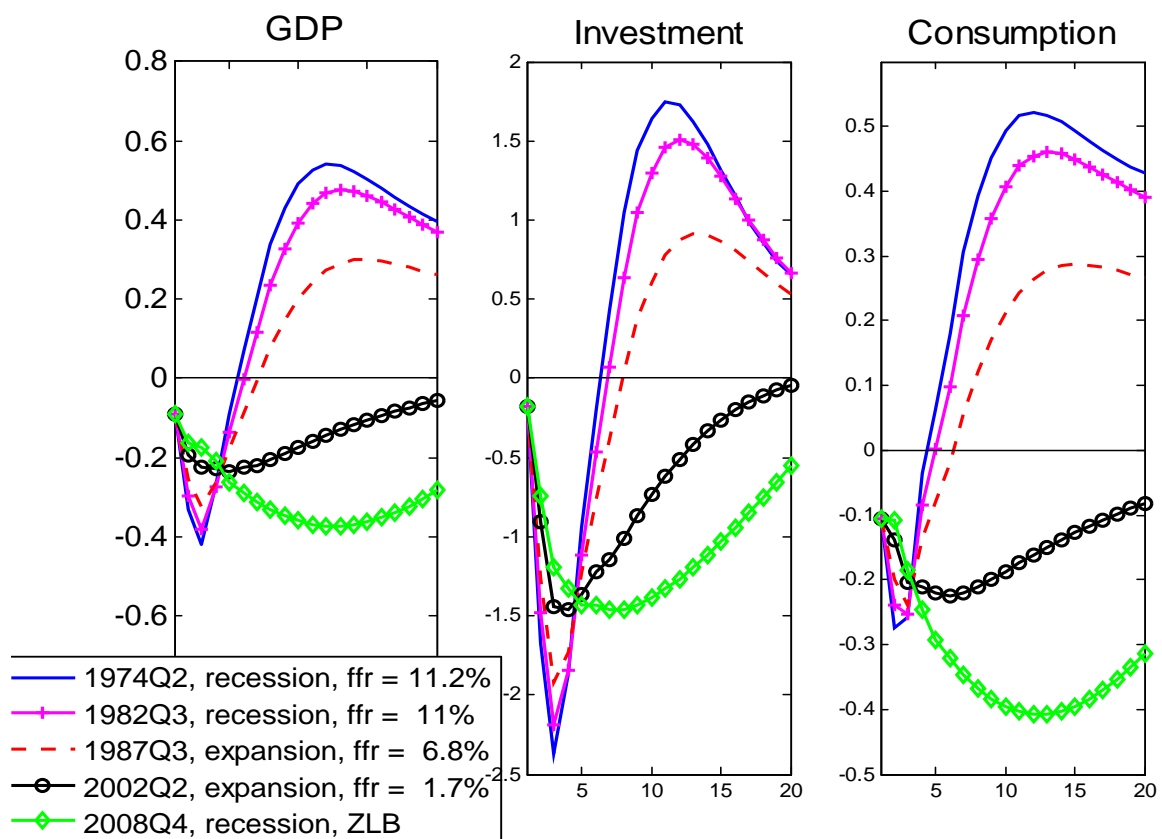 GDP
Investment
Consumption
0.8
0.6
0.4
0.2
0
-0.2
-0.4
-0.6
2
1.5
1
0.5
0
-0.5
-1
-1.5
-2
-2.5
5 10 15 20
0.5
0.4
0.3
0.2
0.1
0
-0.1
-0.2
-0.3
-0.4
-0.5
5 10 15 20
1974Q2, recession, ffr = 11.2%
1982Q3, recession, ffr = 11%
1987Q3, expansion, ffr = 6.8%
2002Q2, expansion, ffr = 1.7%
2008Q4, recession, ZLB